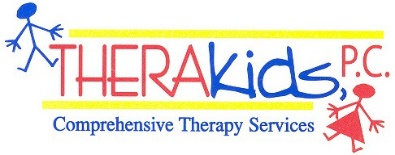 THERAKids, P.C.
Comprehensive Therapy Services